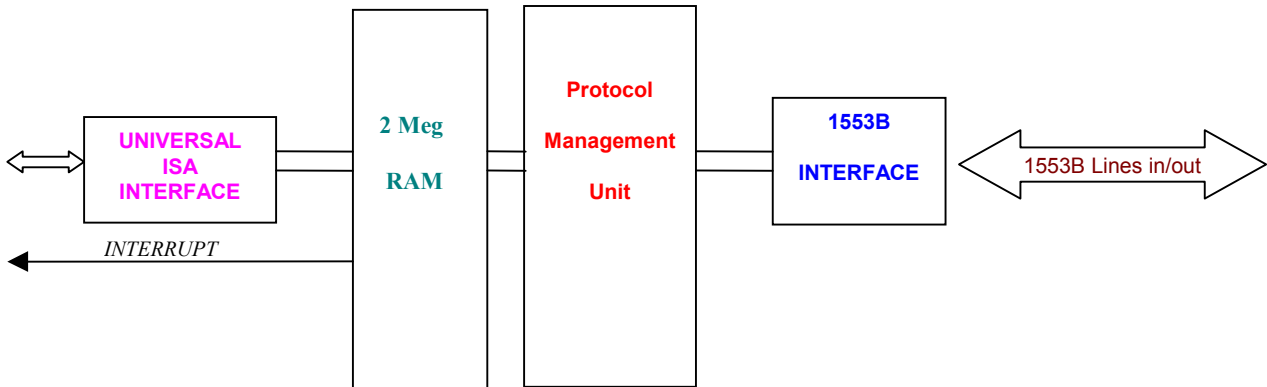 UNIVERSAL
ISA
INTERFACE
INTERRUPT
2 Meg
RAM
Protocol
Management
Unit
1553B
INTERFACE
1553B Lines in/out